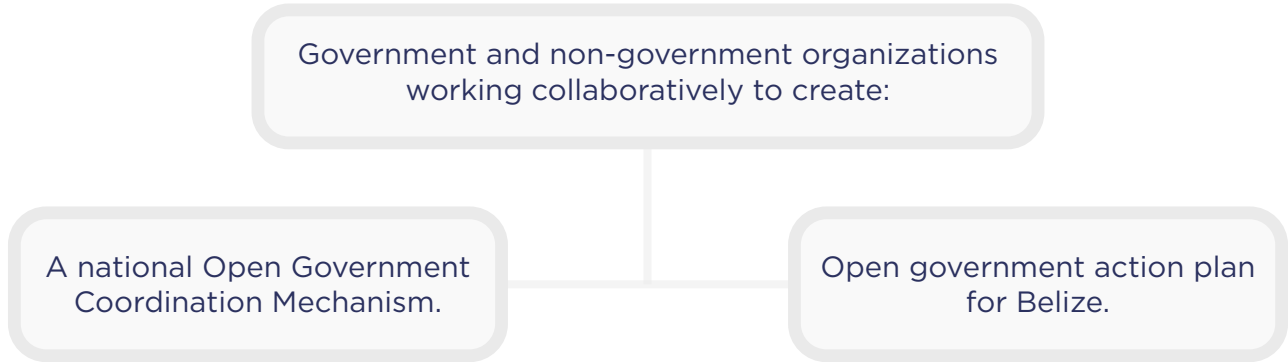 Government and non-government organizations
working collaboratively to create:
A national Open Government
Coordination Mechanism.
Open government action plan
for Belize.